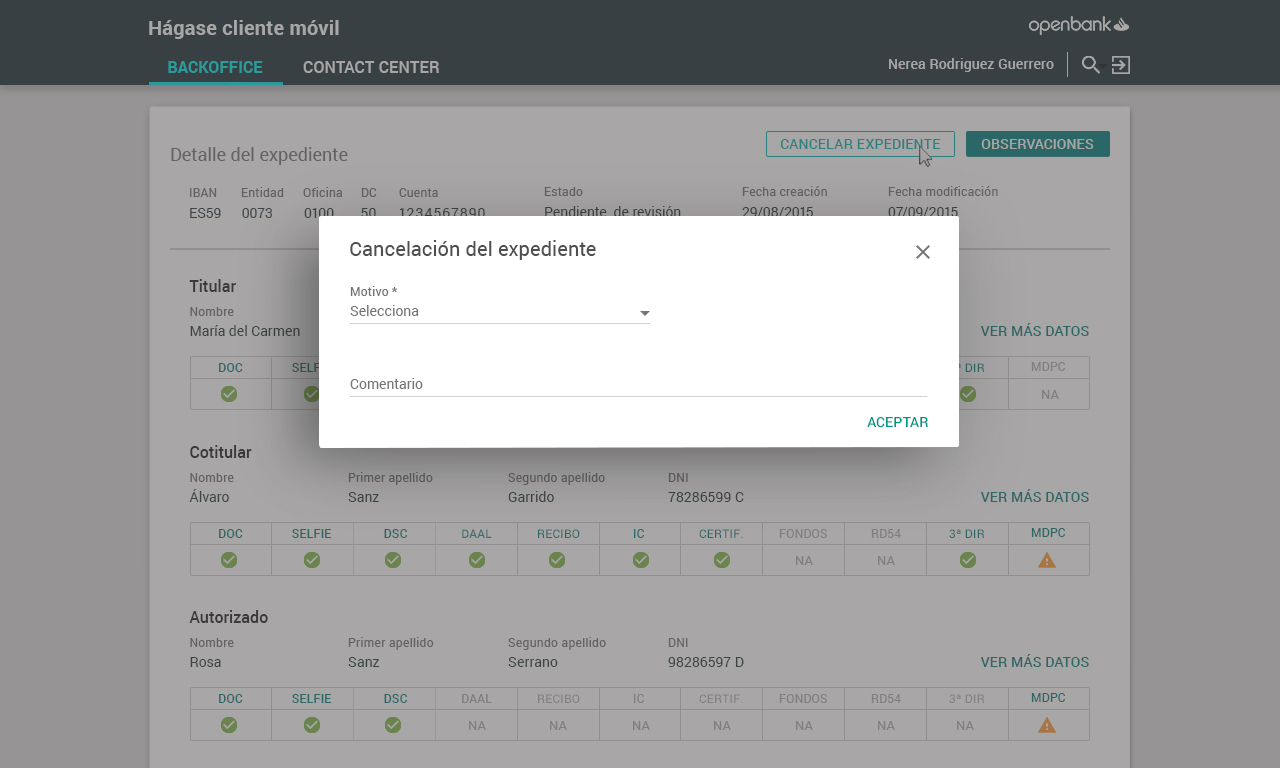 Hágase cliente móvil
openbank
BACKOFFICE CONTACT CENTER
Nerea Rodriguez Guerrero
Detalle del expediente
CANCELAR EXPEDIENTE OBSERVACIONES
IBAN Entidad Oficina DC Cuenta Estado Fecha creación Fecha modificación
ES59 0073 0100 50 1234567890 Pendiente de revisión 29/08/2015 07/09/2015
Cancelación del expediente
Motivo *
Selecciona
Comentario
ACEPTAR
Titular
Nombre
María del Carmen VER MÁS DATOS
DOC SELFIE DIR MDPC
NA
Cotitular
Nombre Primer apellido Segundo apellido DNI
Álvaro Sanz Garrido 78286599 C VER MÁS DATOS
DOC SELFIE DSC DAAL RECIBO IC CERTIF. FONDOS RD54 3ª DIR MDPC
NA NA
Autorizado
Nombre Primer apellido Segundo apellido DNI
Rosa Sanz Serrano 98286597 D VER MÁS DATOS
DOC SELFIE DSC DAAL RECIBO IC CERTIF. FONDOS RD54 3ª DIR MDPC
NA NA NA NA NA NA NA